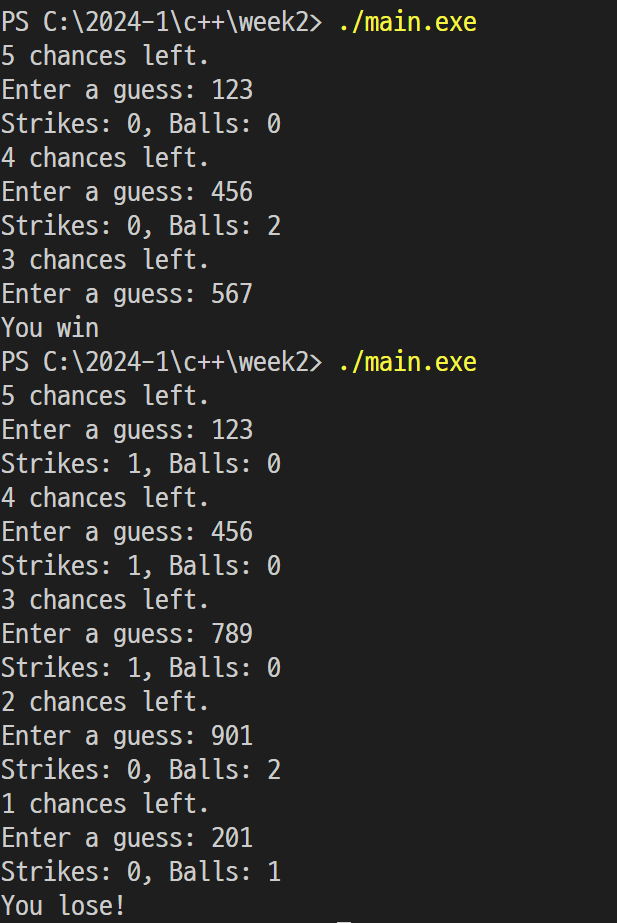 PS C:\2024-1\c++\week2> ./main.exe
5 chances left.
Enter a guess: 123
Strikes: 0, Balls: 0
4 chances left.
Enter a guess: 456
Strikes: 0, Balls: 2
3 chances left.
Enter a guess: 567
You win
PS C:\2024-1\c++\week2> ./main.exe
5 chances left.
Enter a guess: 123
Strikes: 1, Balls: 0
4 chances left.
Enter a guess: 456
Strikes: 1, Balls: 0
3 chances left.
Enter a guess: 789
Strikes: 1, Balls: 0
2 chances left.
Enter a guess: 901
Strikes: 0, Balls: 2
1 chances left.
Enter a guess: 201
Strikes: 0, Balls: 1
You lose!